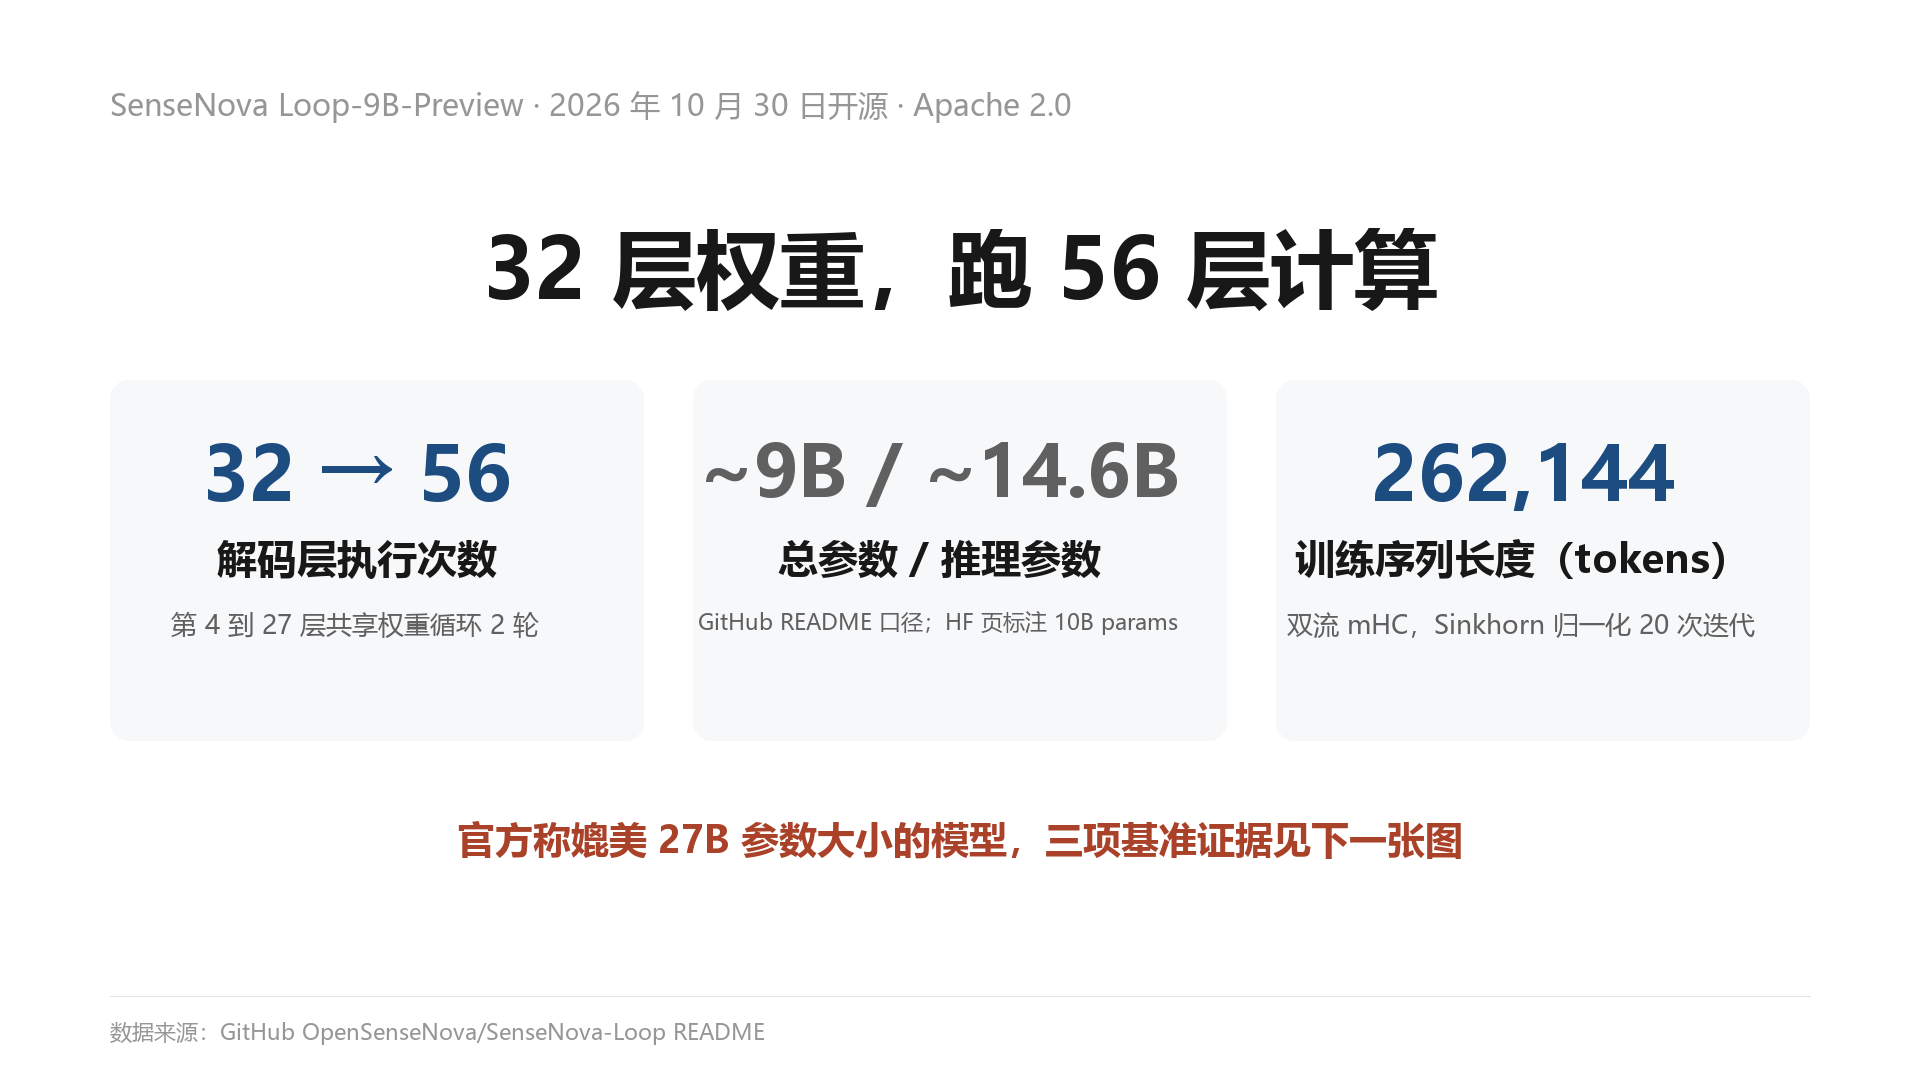 SenseNova Loop-9B-Preview · 2026 年 10 月 30 日开源 · Apache 2.0
32 层权重，跑 56 层计算
32 → 56
解码层执行次数
第 4 到 27 层共享权重循环 2 轮
~9B / ~14.6B
总参数 / 推理参数
GitHub README 口径；HF 页标注 10B params
262,144
训练序列长度（tokens）
双流 mHC，Sinkhorn 归一化 20 次迭代
官方称媲美 27B 参数大小的模型，三项基准证据见下一张图
数据来源：GitHub OpenSenseNova/SenseNova-Loop README